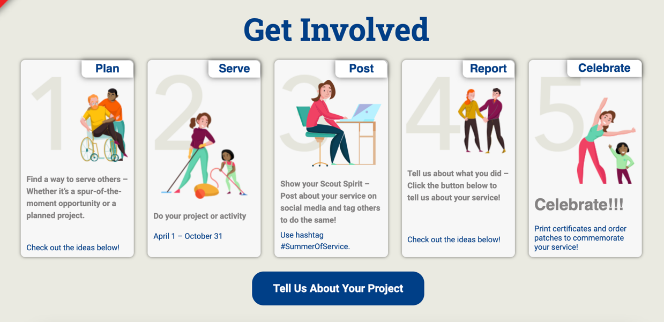 Get Involved
Plan
1
Find a way to serve others –
Whether it's a spur-of-the-
moment opportunity or a
planned project.
Check out the ideas below!
Serve
2
Do your project or activity
April 1 – October 31
Post
3
Show your Scout Spirit –
Post about your service on
social media and tag others
to do the same!
Use hashtag
#SummerOfService.
Report
4
Tell us about what you did –
Click the button below to
tell us about your service!
Check out the ideas below!
Celebrate
5
Celebrate!!!
Print certificates and order
patches to commemorate
your service!
Tell Us About Your Project